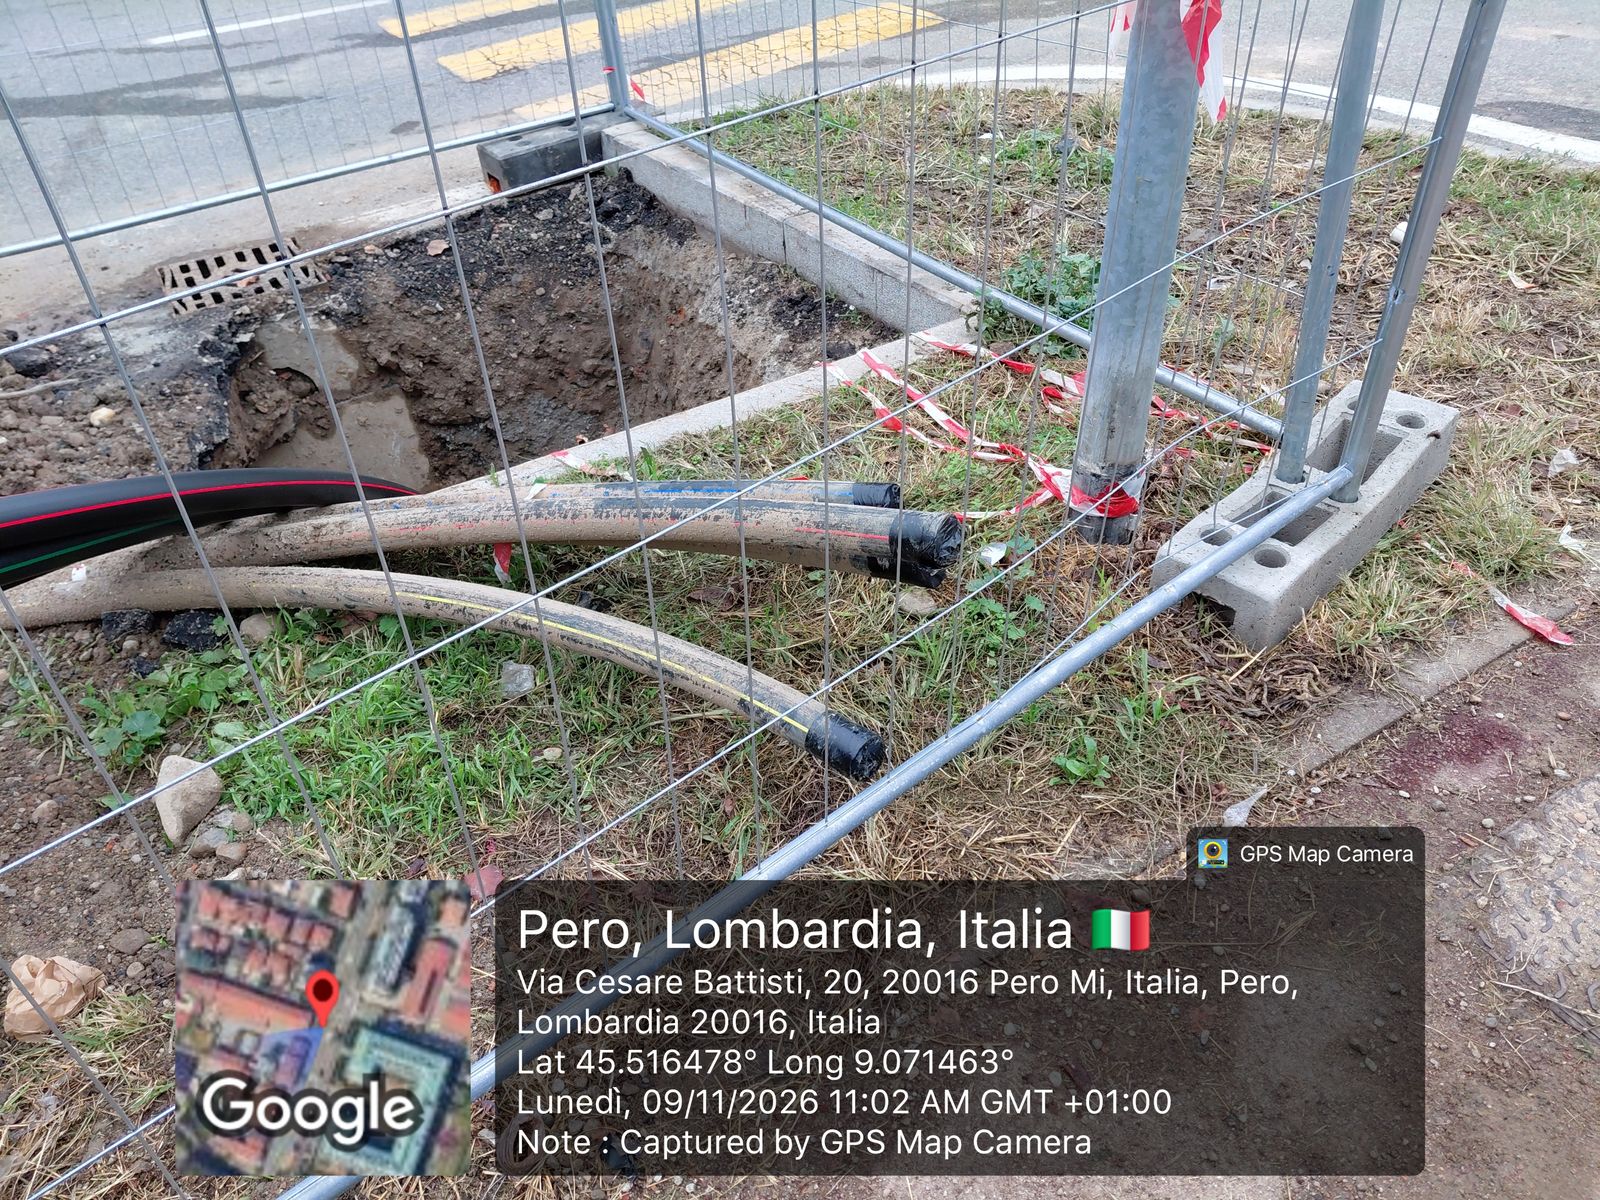 GPS Map Camera
Pero, Lombardia, Italia
Via Cesare Battisti, 20, 20016 Pero Mi, Italia, Pero,
Lombardia 20016, Italia
Lat 45.516478° Long 9.071463°
Lunedì, 09/11/2026 11:02 AM GMT +01:00
Note : Captured by GPS Map Camera
Google